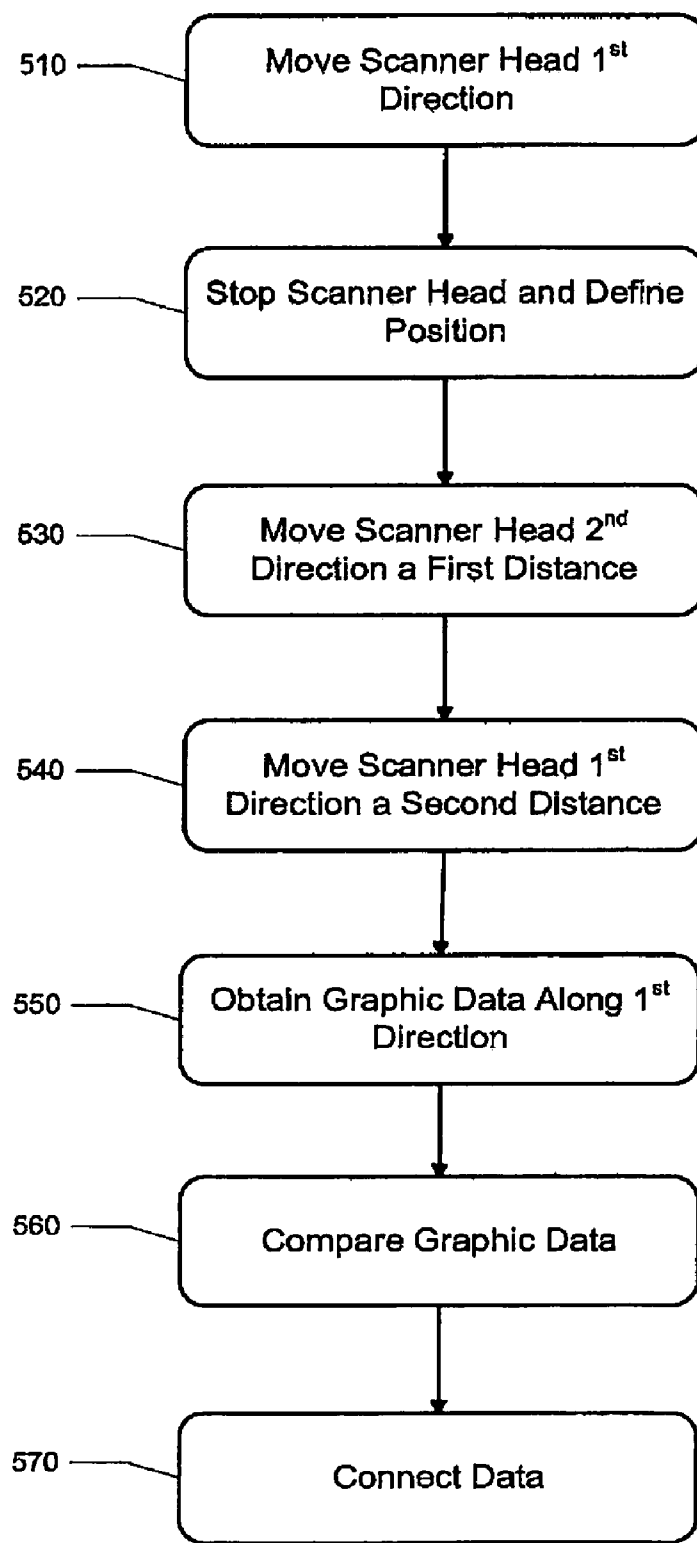 510
Move Scanner Head 1st
Direction
520
Stop Scanner Head and Define
Position
530
Move Scanner Head 2nd
Direction a First Distance
540
Move Scanner Head 1st
Direction a Second Distance
550
Obtain Graphic Data Along 1st
Direction
560
Compare Graphic Data
570
Connect Data